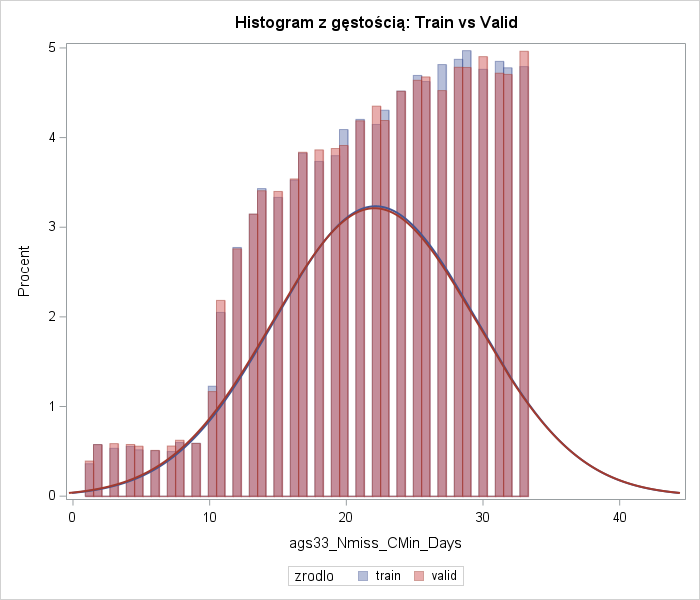 Histogram z gęstością: Train vs Valid
5
4
3
2
1
0
Procent
0 10 20 30 40
ags33_Nmiss_CMin_Days
zrodlo train valid